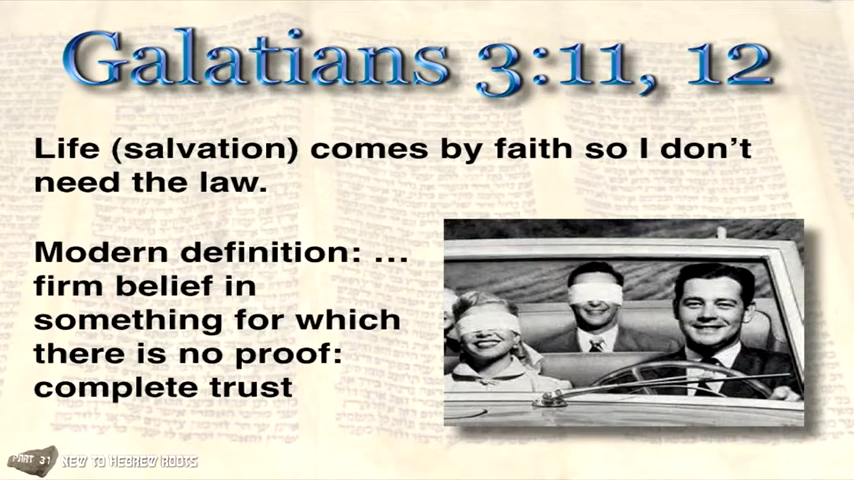 Galatians 3:11, 12
Life (salvation) comes by faith so I don’t
need the law.
Modern definition: ...
firm belief in
something for which
there is no proof:
complete trust
PART 31 NEW TO HEBREW ROOTS